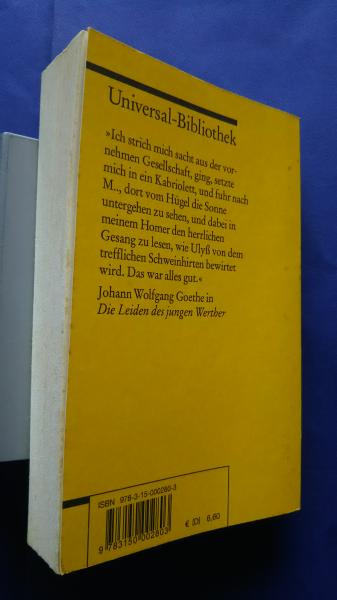 Universal-Bibliothek
»Ich strich mich sacht aus der vor-
nehmen Gesellschaft, ging, setzte
mich in ein Kabriolett, und fuhr nach
M.., dort vom Hügel die Sonne
untergehen zu sehen, und dabei in
meinem Homer den herrlichen
Gesang zu lesen, wie Ulyß von dem
trefflichen Schweinhirten bewirtet
wird. Das war alles gut.«
Johann Wolfgang Goethe in
Die Leiden des jungen Werther
ISBN 978-3-15-000280-3
9 783150 002803
€ [D] 6,60